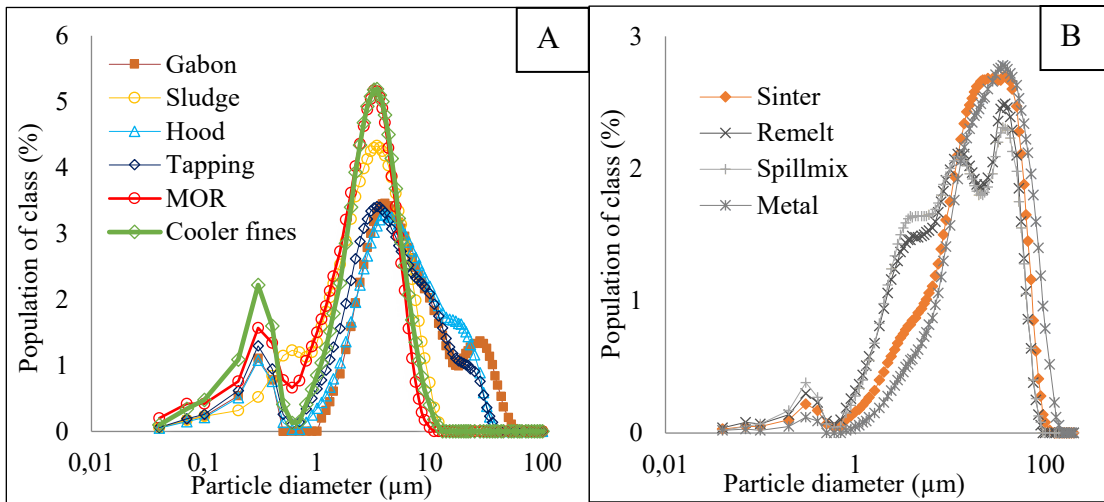 A
Population of class (%)
6
5
4
3
2
1
0
Gabon
Sludge
Hood
Tapping
MOR
Cooler fines
0,01
0,1
1
10
100
Particle diameter (µm)
B
Population of class (%)
3
2
1
0
Sinter
Remelt
Spillmix
Metal
0,01
1
100
Particle diameter (µm)